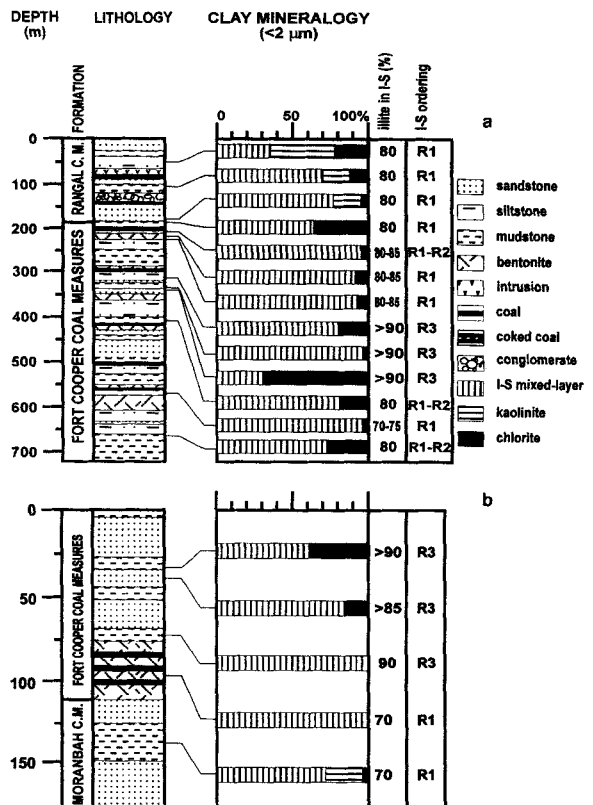 DEPTH (m)
FORMATION
LITHOLOGY
CLAY MINERALOGY
(<2 µm)
illite in I-S (%)
I-S ordering
0 50 100%
a
0
100
200
300
400
500
600
700
RANGAL C. M.
FORT COOPER COAL MEASURES
80 R1
80 R1
80 R1
80 R1
80-85 R1-R2
80-85 R1
80-85 R1
>90 R3
>90 R3
>90 R3
80 R1-R2
70-75 R1
80 R1-R2
sandstone
siltstone
mudstone
bentonite
intrusion
coal
coked coal
conglomerate
I-S mixed-layer
kaolinite
chlorite
b
0
50
100
150
FORT COOPER COAL MEASURES
MORANBAH C.M.
>90 R3
>85 R3
90 R3
70 R1
70 R1